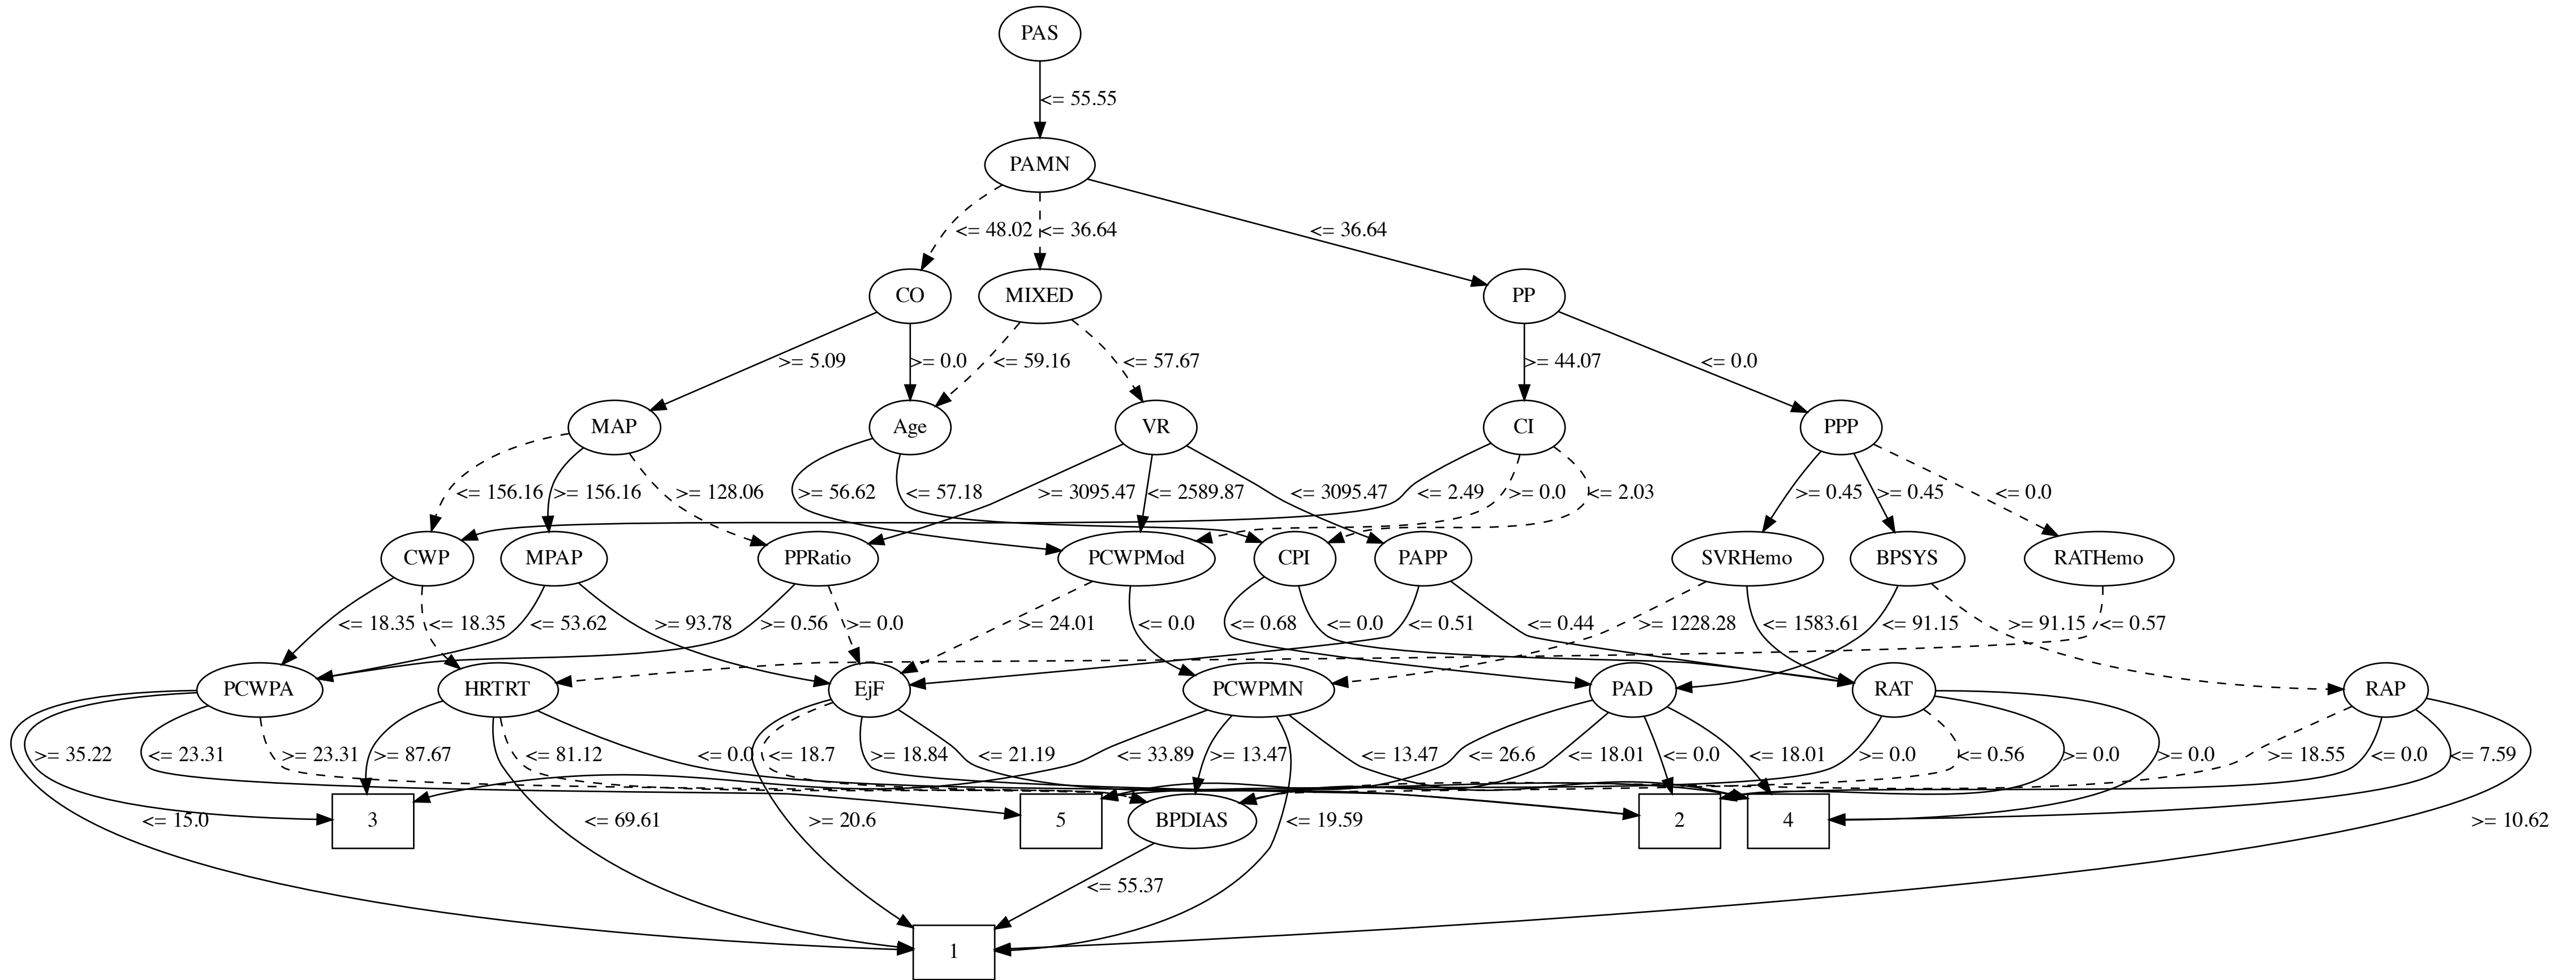 PAS
<= 55.55
PAMN
<= 48.02 <= 36.64 <= 36.64
CO MIXED PP
>= 5.09 >= 0.0 <= 59.16 <= 57.67 >= 44.07 <= 0.0
MAP Age VR CI PPP
<= 156.16 >= 156.16 >= 128.06 >= 56.62 <= 57.18 >= 3095.47 <= 2589.87 <= 3095.47 <= 2.49 >= 0.0 <= 2.03 >= 0.45 >= 0.45 <= 0.0
CWP MPAP PPRatio PCWPMod CPI PAPP SVRHemo BPSYS RATHemo
<= 18.35 <= 18.35 <= 53.62 >= 93.78 >= 0.56 >= 0.0 >= 24.01 <= 0.0 <= 0.68 <= 0.0 <= 0.51 <= 0.44 >= 1228.28 <= 1583.61 <= 91.15 >= 91.15 <= 0.57
PCWPA HRTRT EjF PCWPMN PAD RAT RAP
>= 35.22 <= 23.31 >= 23.31 >= 87.67 <= 81.12 <= 0.0 <= 18.7 >= 18.84 <= 21.19 <= 33.89 >= 13.47 <= 13.47 <= 26.6 <= 18.01 <= 0.0 <= 18.01 >= 0.0 <= 0.56 >= 0.0 >= 0.0 >= 18.55 <= 0.0 <= 7.59
<= 15.0 3 <= 69.61 >= 20.6 5 BPDIAS <= 19.59 2 4 >= 10.62
<= 55.37
1